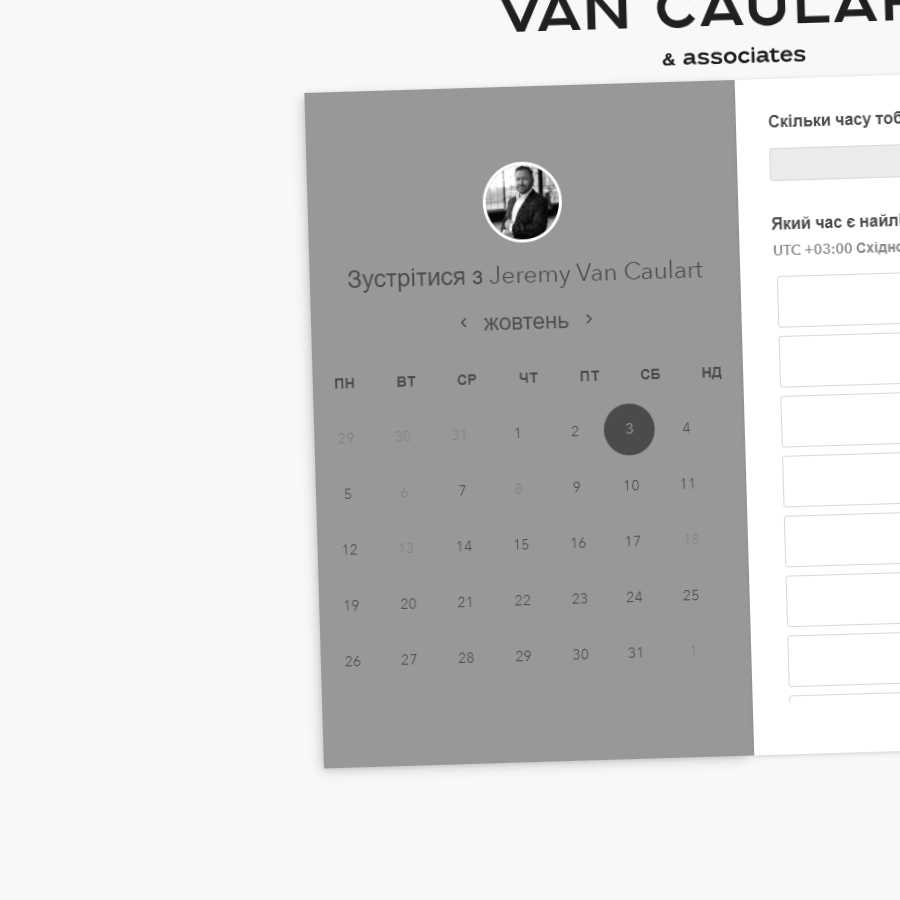 VAN CAULAR
& associates
Зустрітися з Jeremy Van Caulart
жовтень
ПН ВТ СР ЧТ ПТ СБ НД
29 30 31 1 2 3 4
5 6 7 8 9 10 11
12 13 14 15 16 17 18
19 20 21 22 23 24 25
26 27 28 29 30 31 1
Скільки часу
Який час є
UTC +03:00